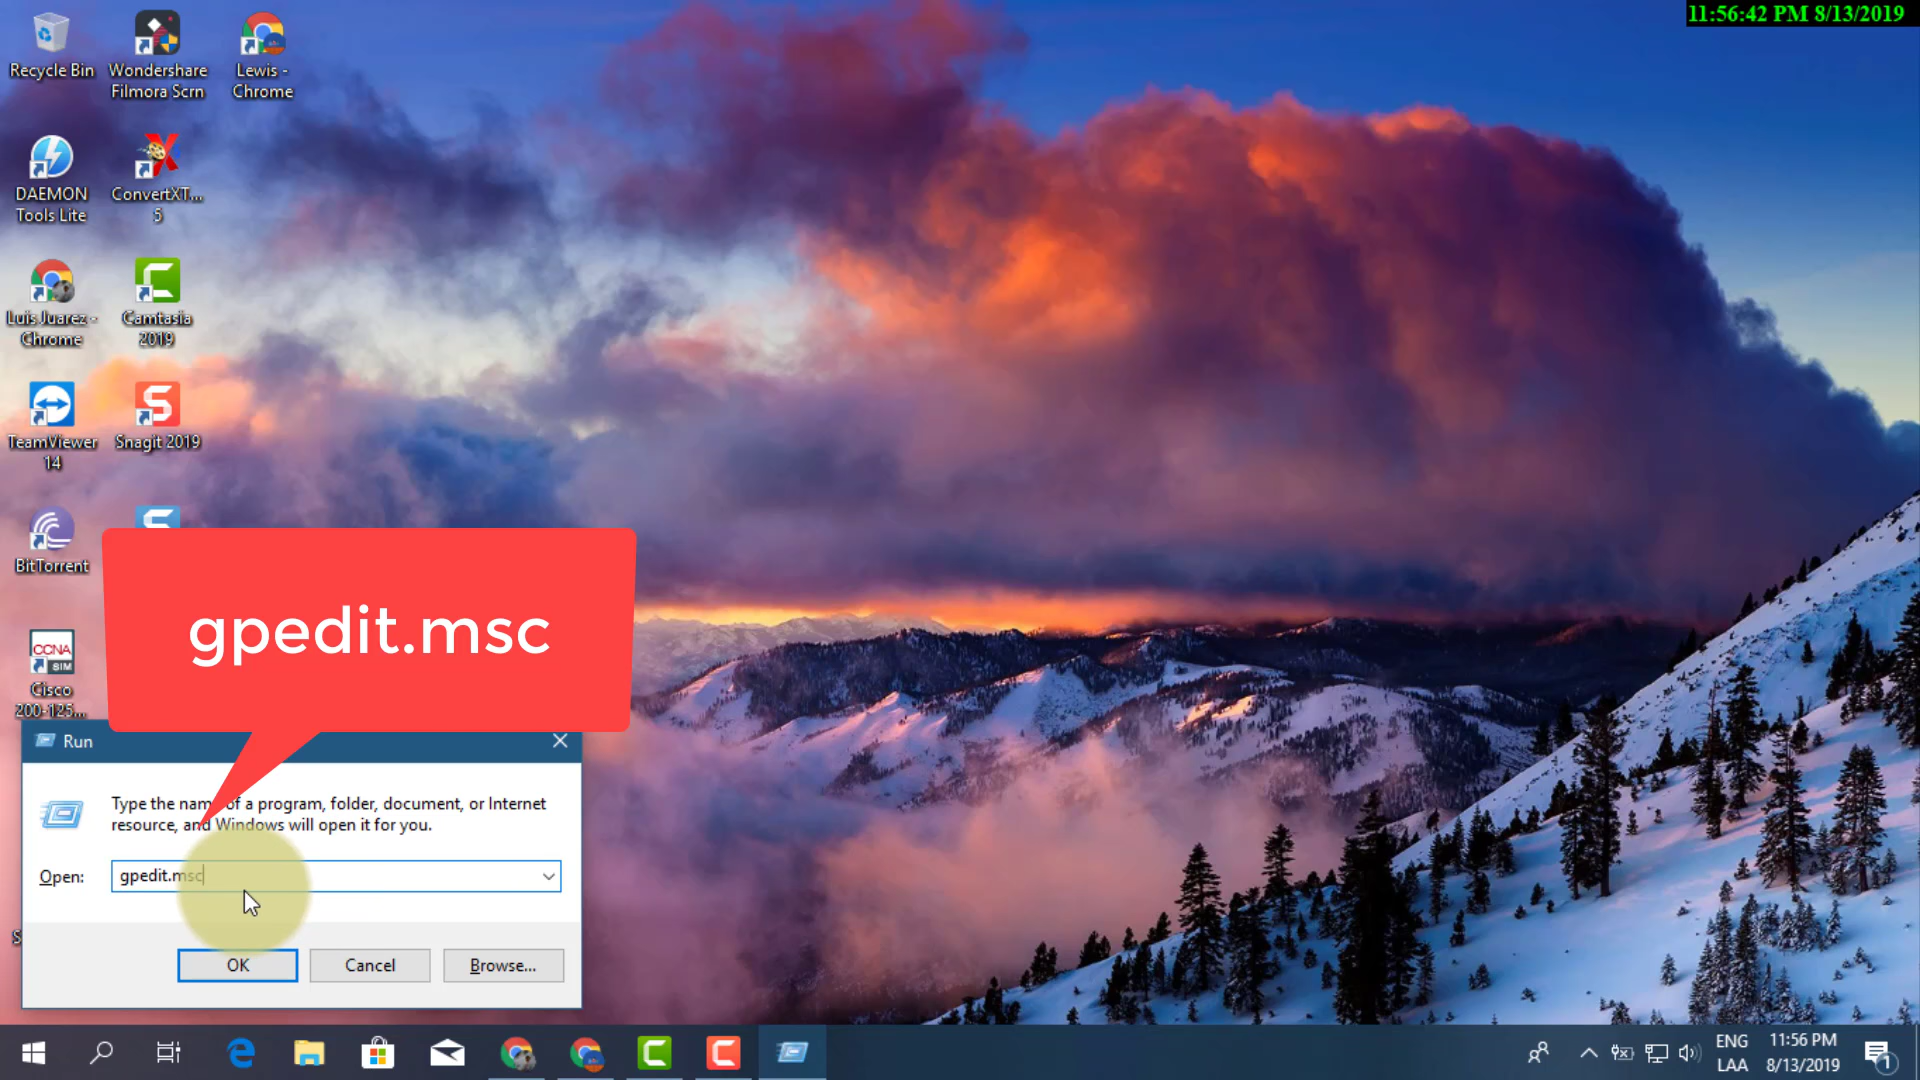 11:56:42 PM 8/13/2019
Recycle Bin
Wondershare
Filmora Scrn
Lewis -
Chrome
DAEMON
Tools Lite
ConvertXT...
5
Luis Juarez -
Chrome
Camtasia
2019
TeamViewer
14
Snagit 2019
BitTorrent
CCNA
SIM
Cisco
200-125...
gpedit.msc
Run
Type the name of a program, folder, document, or Internet
resource, and Windows will open it for you.
Open:
gpedit.msc
OK
Cancel
Browse...
ENG
LAA
11:56 PM
8/13/2019
1